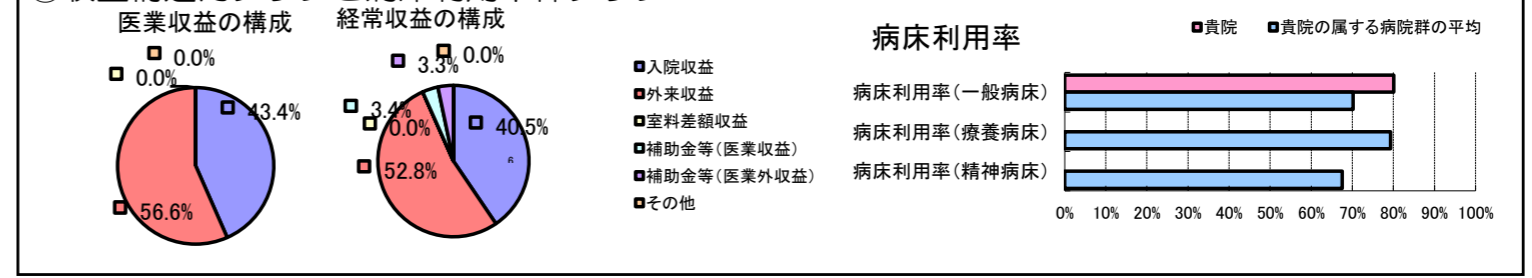 医業収益の構成
0.0%
0.0%
43.4%
56.6%
経常収益の構成
0.0%
3.3%
3.4%
0.0%
40.5%
6
52.8%
入院収益
外来収益
室料差額収益
補助金等(医業収益)
補助金等(医業外収益)
その他
病床利用率
貴院 貴院の属する病院群の平均
病床利用率(一般病床)
病床利用率(療養病床)
病床利用率(精神病床)
0% 10% 20% 30% 40% 50% 60% 70% 80% 90% 100%